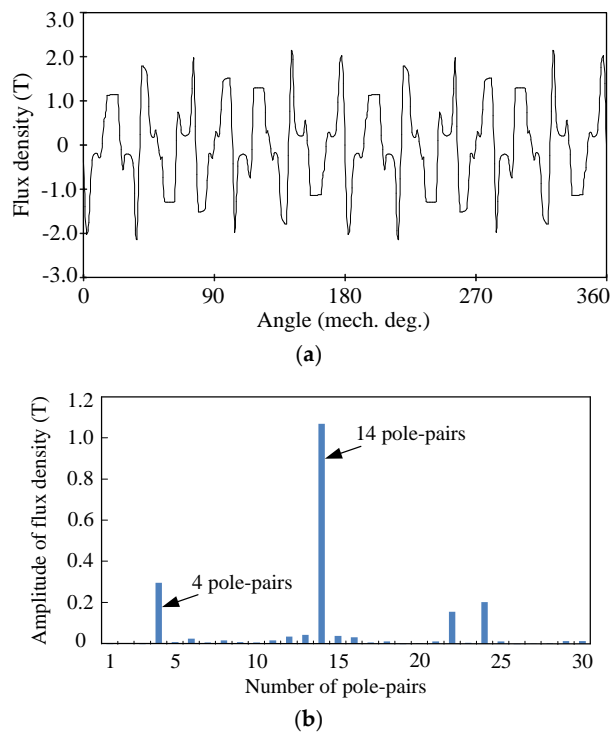 3.0
2.0
1.0
0
-1.0
-2.0
-3.0
Flux density (T)
0 90 180 270 360
Angle (mech. deg.)
(a)
1.2
1.0
0.8
0.6
0.4
0.2
0
Amplitude of flux density (T)
14 pole-pairs
4 pole-pairs
1 5 10 15 20 25 30
Number of pole-pairs
(b)